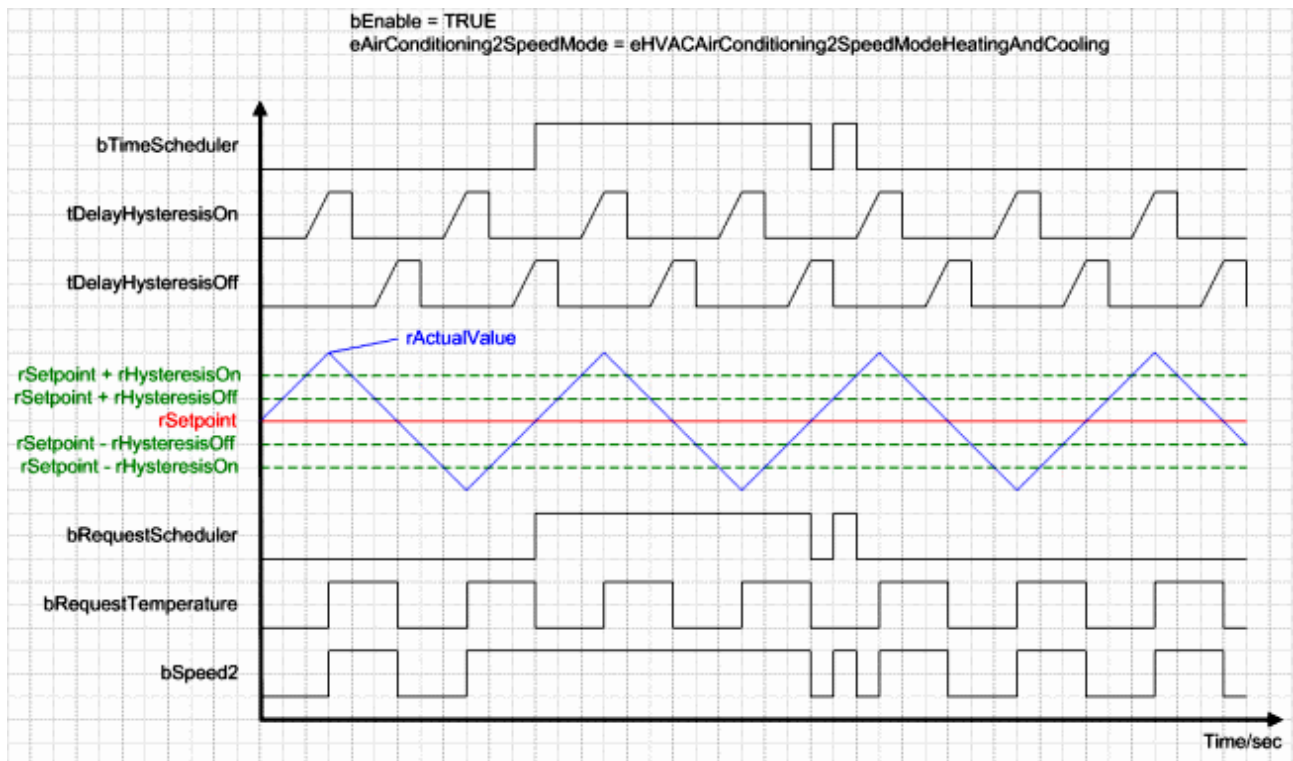 bEnable = TRUE
eAirConditioning2SpeedMode = eHVACAirConditioning2SpeedModeHeatingAndCooling
bTimeScheduler
tDelayHysteresisOn
tDelayHysteresisOff
rActualValue
rSetpoint + rHysteresisOn
rSetpoint + rHysteresisOff
rSetpoint
rSetpoint - rHysteresisOff
rSetpoint - rHysteresisOn
bRequestScheduler
bRequestTemperature
bSpeed2
Time/sec